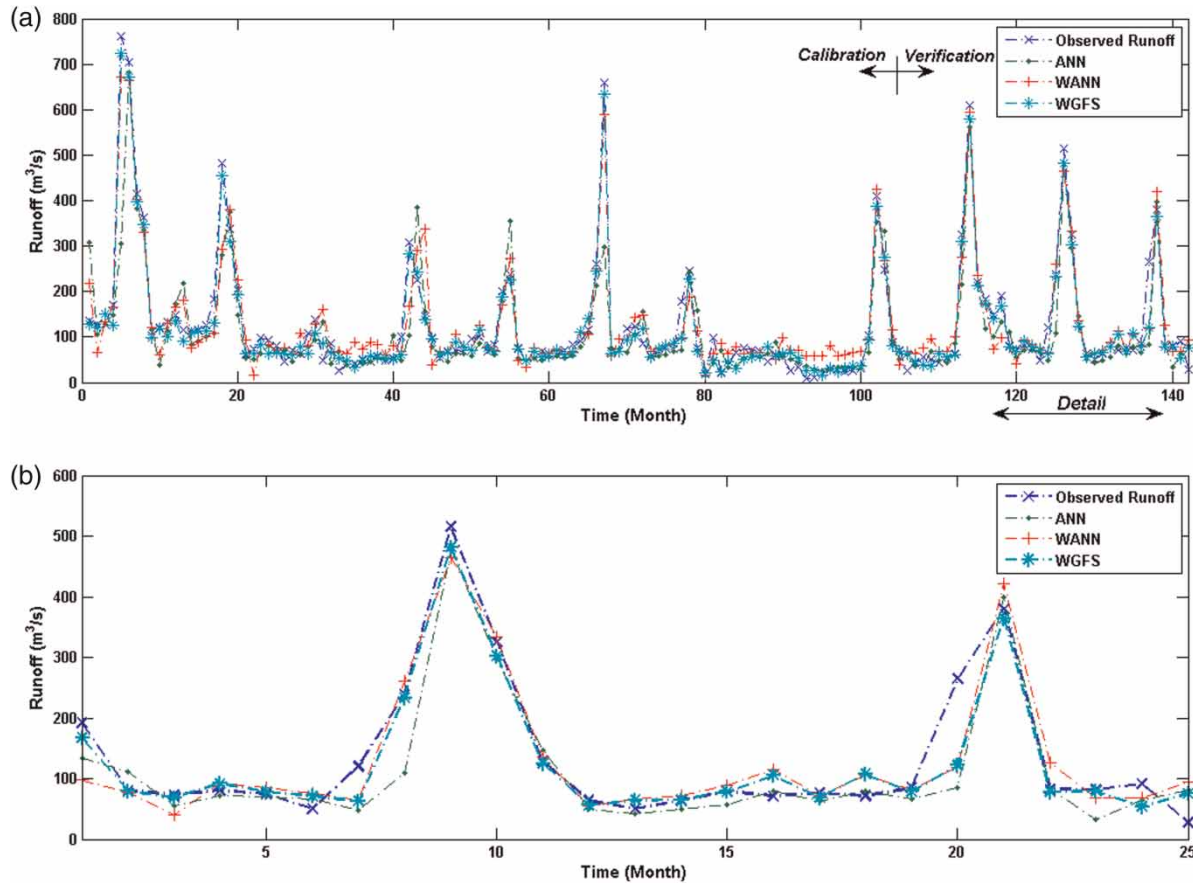 (a)
800
700
600
500
400
300
200
100
0
Runoff (m³/s)
0 20 40 60 80 100 120 140
Time (Month)
Calibration Verification
Observed Runoff
ANN
WANN
WGFS
Detail
(b)
600
500
400
300
200
100
0
Runoff (m³/s)
5 10 15 20 25
Time (Month)
Observed Runoff
ANN
WANN
WGFS